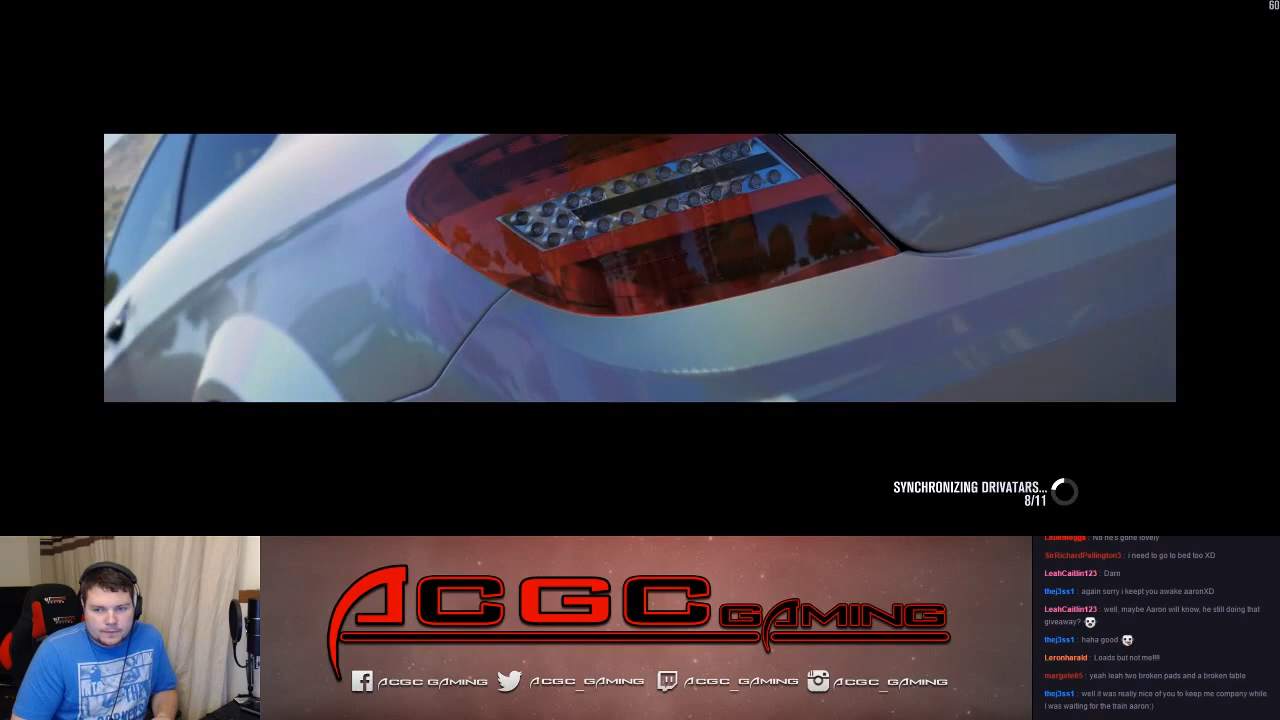 60
SYNCHRONIZING DRIVATARS...
8/11
ACGC GAMING
ACGC GAMING
ACGC_GAMING
ACGC_GAMING
ACGC_GAMING
No he's gone lovely
SirRichardPallington3 : i need to go to bed too XD
LeahCaitlin123 : Darn
thej3ss1 : again sorry i keept you awake aaronXD
LeahCaitlin123 : well, maybe Aaron will know, he still doing that
giveaway?
thej3ss1 : haha good
Leronharald : Loads but not me!!!!
margete85 : yeah leah two broken pads and a broken table
thej3ss1 : well it was really nice of you to keep me company while
I was waiting for the train aaron:)